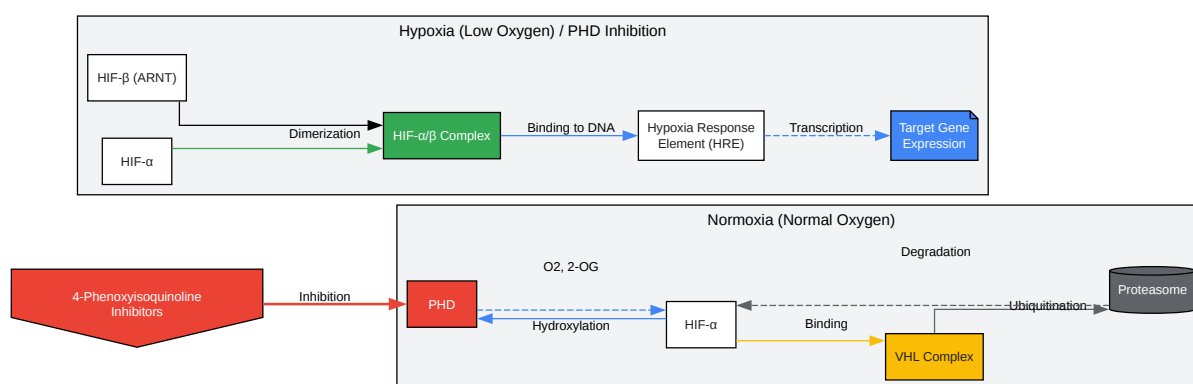 Hypoxia (Low Oxygen) / PHD Inhibition
HIF-β (ARNT)
Dimerization
HIF-α
HIF-α/β Complex
Binding to DNA
Hypoxia Response
Element (HRE)
Transcription
Target Gene
Expression
Normoxia (Normal Oxygen)
4-Phenoxyisoquinoline
Inhibitors
Inhibition
PHD
O2, 2-OG
Hydroxylation
HIF-α
Binding
VHL Complex
Degradation
Ubiquitination
Proteasome